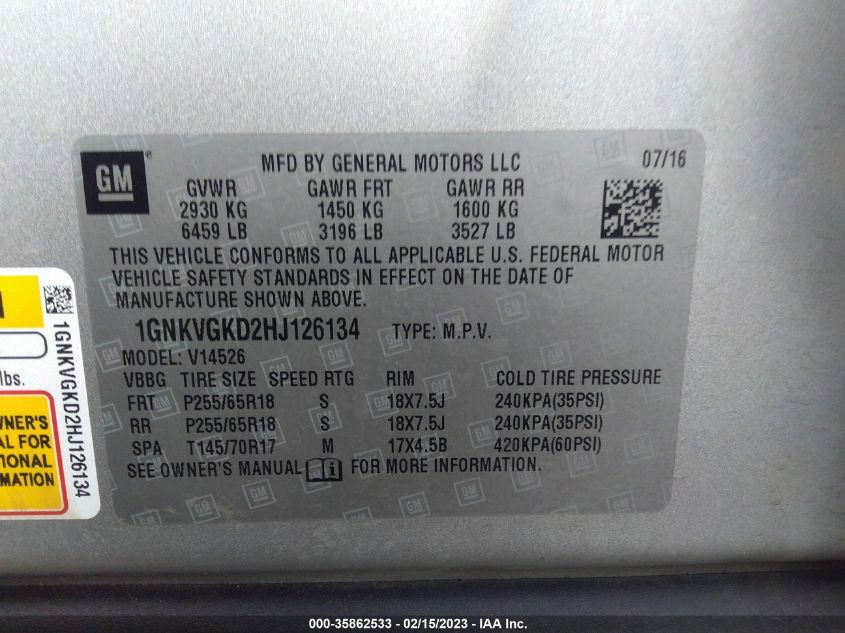 GM
MFD BY GENERAL MOTORS LLC
07/16
GVWR GAWR FRT GAWR RR
2930 KG 1450 KG 1600 KG
6459 LB 3196 LB 3527 LB
THIS VEHICLE CONFORMS TO ALL APPLICABLE U.S. FEDERAL MOTOR
VEHICLE SAFETY STANDARDS IN EFFECT ON THE DATE OF
MANUFACTURE SHOWN ABOVE.
1GNKVGKD2HJ126134 TYPE: M.P.V.
MODEL: V14526
VBBG TIRE SIZE SPEED RTG RIM COLD TIRE PRESSURE
FRT P255/65R18 S 18X7.5J 240KPA(35PSI)
RR P255/65R18 S 18X7.5J 240KPA(35PSI)
SPA T145/70R17 M 17X4.5B 420KPA(60PSI)
SEE OWNER'S MANUAL FOR MORE INFORMATION.
lbs.
WNER'S
AL FOR
TIONAL
MATION
1GNKVGKD2HJ126134
000-35862533 - 02/15/2023 - IAA Inc.